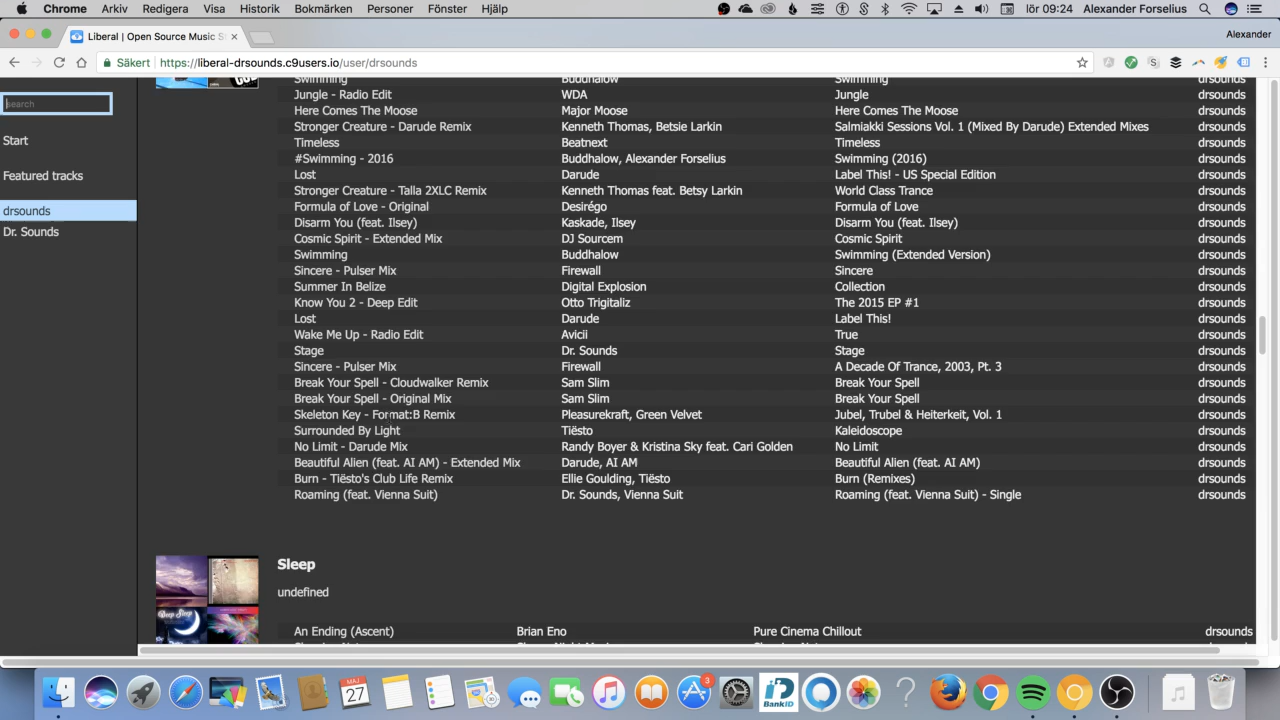 Chrome Arkiv Redigera Visa Historik Bokmärken Personer Fönster Hjälp lör 09:24 Alexander Forselius
Liberal | Open Source Music S Alexander
Säkert https://liberal-drsounds.c9users.io/user/drsounds
search
Start
Featured tracks
drsounds
Dr. Sounds
Buddhalow Swimming drsounds
Jungle - Radio Edit WDA Jungle drsounds
Here Comes The Moose Major Moose Here Comes The Moose drsounds
Stronger Creature - Darude Remix Kenneth Thomas, Betsie Larkin Salmiakki Sessions Vol. 1 (Mixed By Darude) Extended Mixes drsounds
Timeless Beatnext Timeless drsounds
#Swimming - 2016 Buddhalow, Alexander Forselius Swimming (2016) drsounds
Lost Darude Label This! - US Special Edition drsounds
Stronger Creature - Talla 2XLC Remix Kenneth Thomas feat. Betsy Larkin World Class Trance drsounds
Formula of Love - Original Desirégo Formula of Love drsounds
Disarm You (feat. Ilsey) Kaskade, Ilsey Disarm You (feat. Ilsey) drsounds
Cosmic Spirit - Extended Mix DJ Sourcem Cosmic Spirit drsounds
Swimming Buddhalow Swimming (Extended Version) drsounds
Sincere - Pulser Mix Firewall Sincere drsounds
Summer In Belize Digital Explosion Collection drsounds
Know You 2 - Deep Edit Otto Trigitaliz The 2015 EP #1 drsounds
Lost Darude Label This! drsounds
Wake Me Up - Radio Edit Avicii True drsounds
Stage Dr. Sounds Stage drsounds
Sincere - Pulser Mix Firewall A Decade Of Trance, 2003, Pt. 3 drsounds
Break Your Spell - Cloudwalker Remix Sam Slim Break Your Spell drsounds
Break Your Spell - Original Mix Sam Slim Break Your Spell drsounds
Skeleton Key - Format:B Remix Pleasurekraft, Green Velvet Jubel, Trubel & Heiterkeit, Vol. 1 drsounds
Surrounded By Light Tiësto Kaleidoscope drsounds
No Limit - Darude Mix Randy Boyer & Kristina Sky feat. Cari Golden No Limit drsounds
Beautiful Alien (feat. AI AM) - Extended Mix Darude, AI AM Beautiful Alien (feat. AI AM) drsounds
Burn - Tiësto's Club Life Remix Ellie Goulding, Tiësto Burn (Remixes) drsounds
Roaming (feat. Vienna Suit) Dr. Sounds, Vienna Suit Roaming (feat. Vienna Suit) - Single drsounds
Sleep
undefined
Deep Sleep
An Ending (Ascent) Brian Eno Pure Cinema Chillout drsounds
MAJ
27
3
BankID